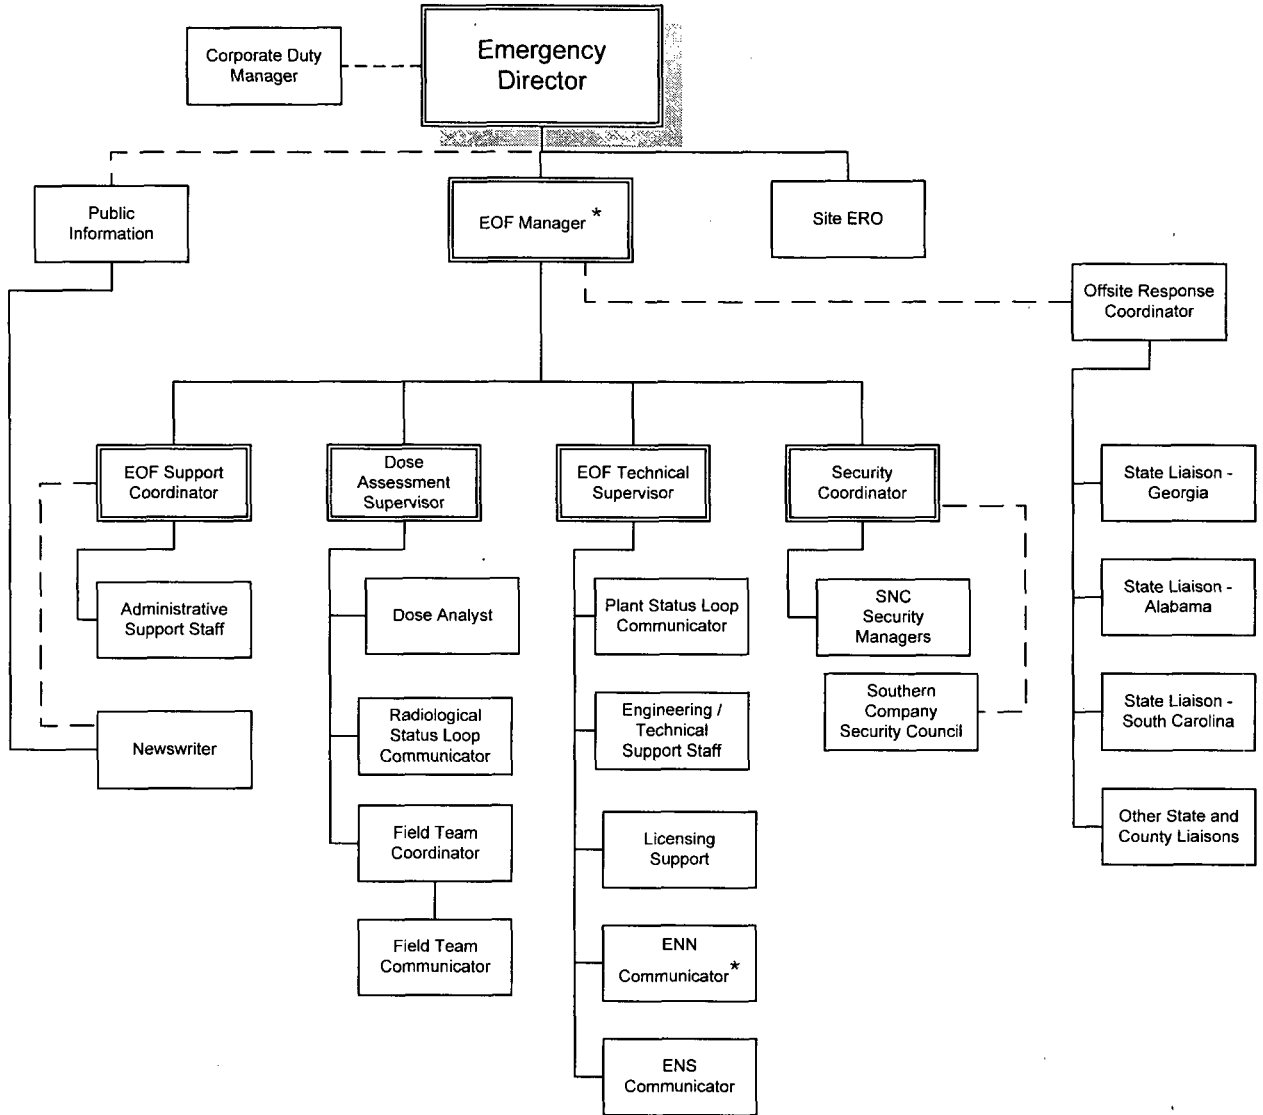 Corporate Duty
Manager
Emergency
Director
Public
Information
EOF Manager *
Site ERO
Offsite Response
Coordinator
EOF Support
Coordinator
Dose
Assessment
Supervisor
EOF Technical
Supervisor
Security
Coordinator
State Liaison -
Georgia
Administrative
Support Staff
Dose Analyst
Plant Status Loop
Communicator
SNC
Security
Managers
State Liaison -
Alabama
Newswriter
Radiological
Status Loop
Communicator
Engineering /
Technical
Support Staff
Southern
Company
Security Council
State Liaison -
South Carolina
Field Team
Coordinator
Licensing
Support
Other State and
County Liaisons
Field Team
Communicator
ENN
Communicator*
ENS
Communicator